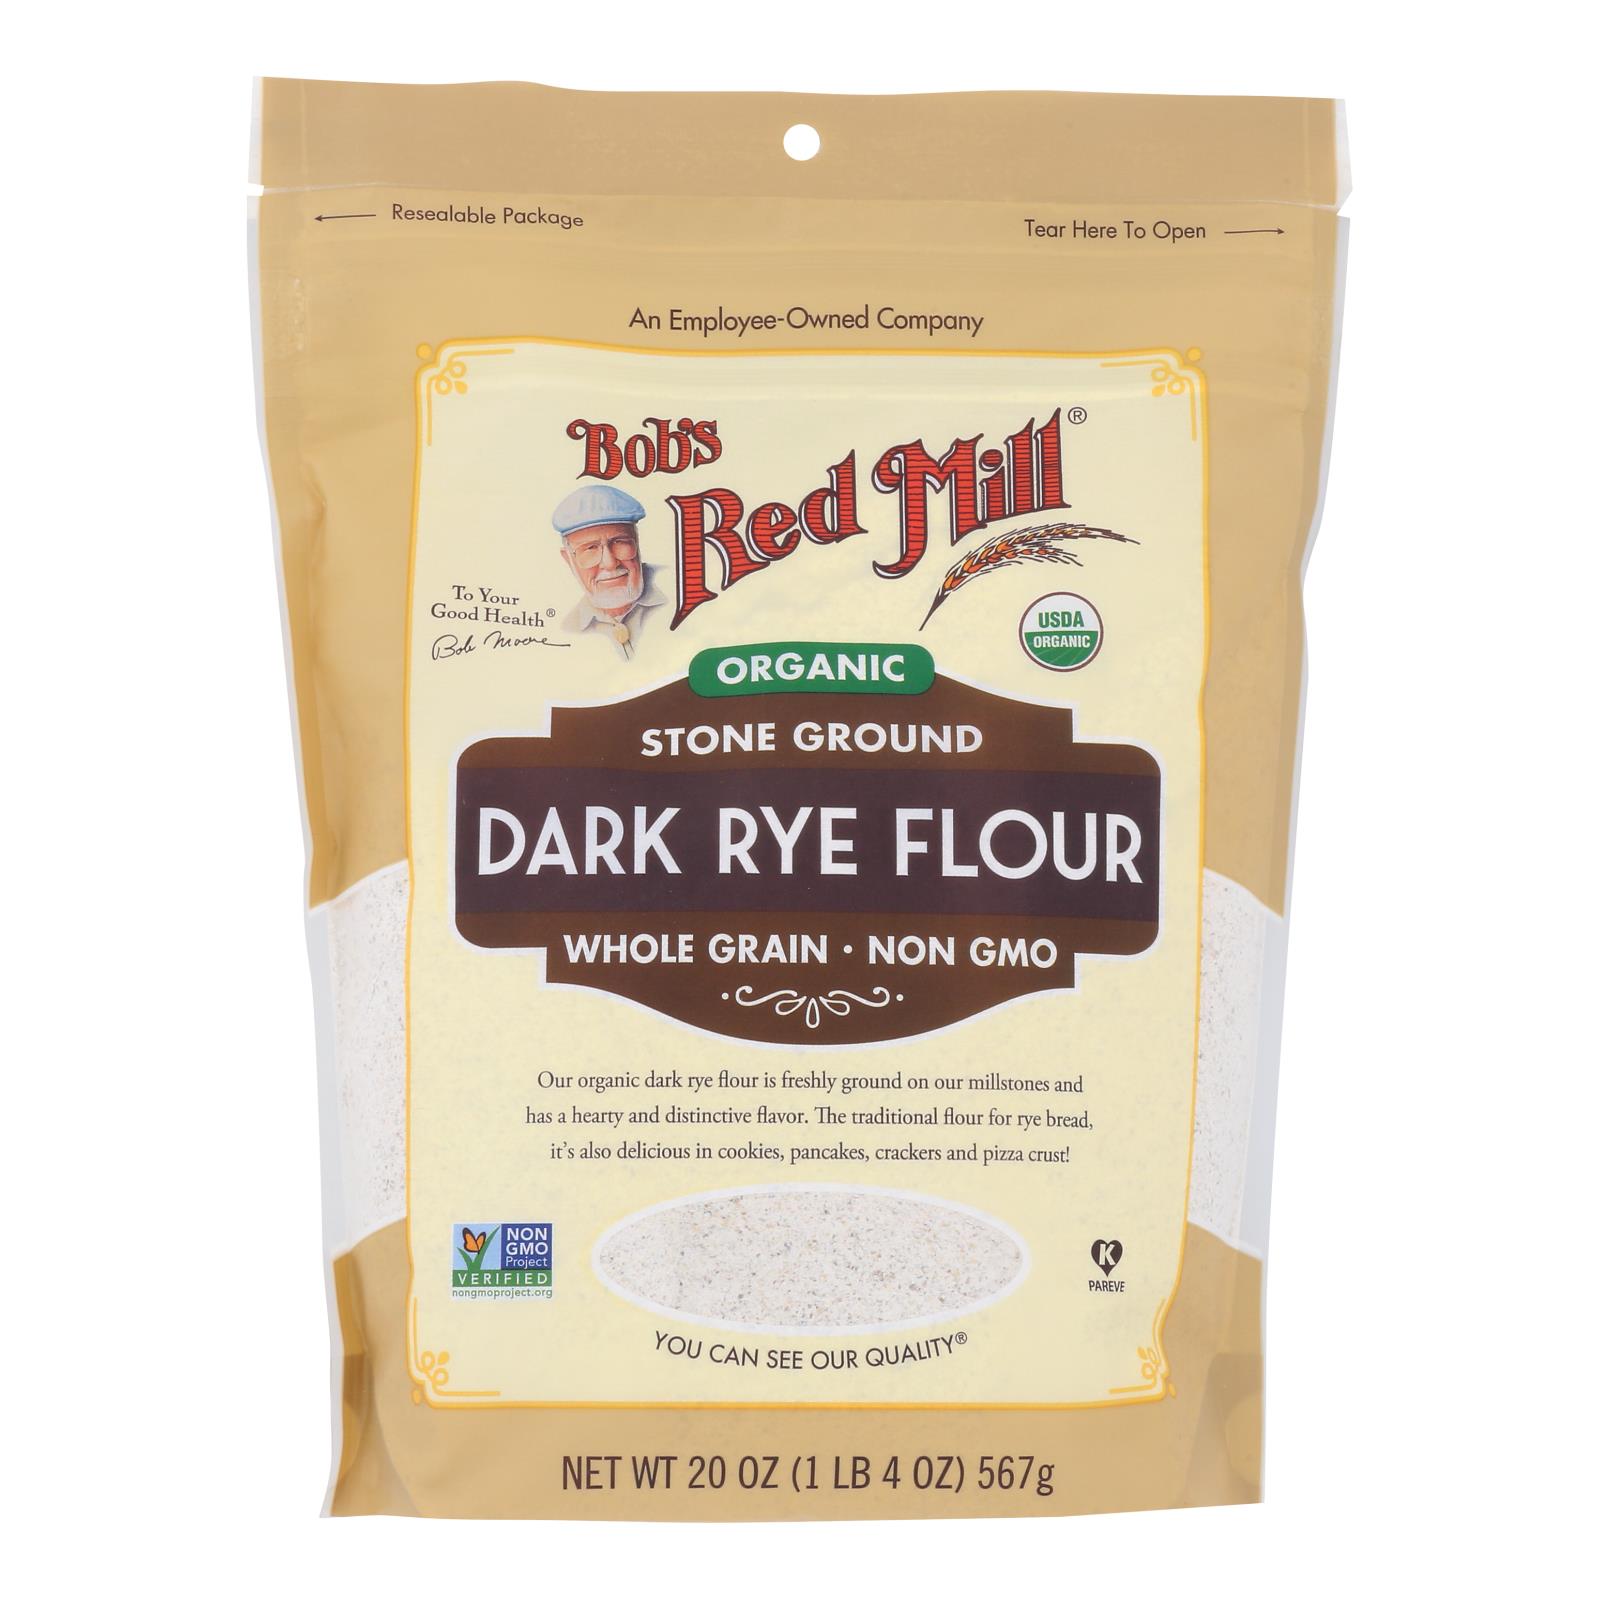 Resealable Package
Tear Here To Open
An Employee-Owned Company
Bob's
Red Mill®
To Your
Good Health®
Bob Moore
USDA
ORGANIC
ORGANIC
STONE GROUND
DARK RYE FLOUR
WHOLE GRAIN · NON GMO
Our organic dark rye flour is freshly ground on our millstones and
has a hearty and distinctive flavor. The traditional flour for rye bread,
it's also delicious in cookies, pancakes, crackers and pizza crust!
NON
GMO
Project
VERIFIED
nongmoproject.org
K
PAREVE
YOU CAN SEE OUR QUALITY®
NET WT 20 OZ (1 LB 4 OZ) 567g